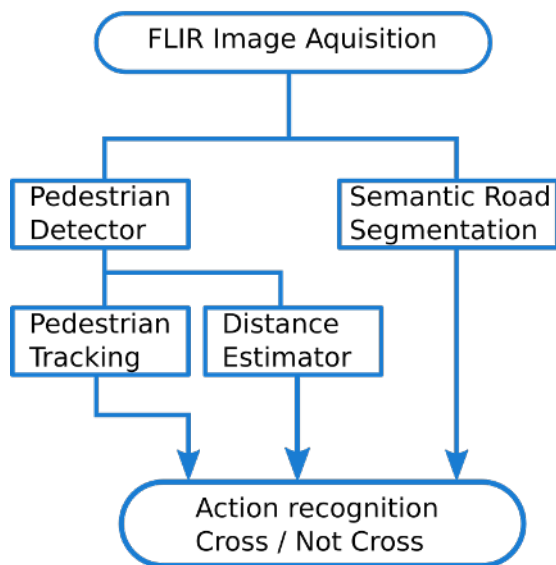 FLIR Image Aquisition
Pedestrian
Detector
Semantic Road
Segmentation
Pedestrian
Tracking
Distance
Estimator
Action recognition
Cross / Not Cross